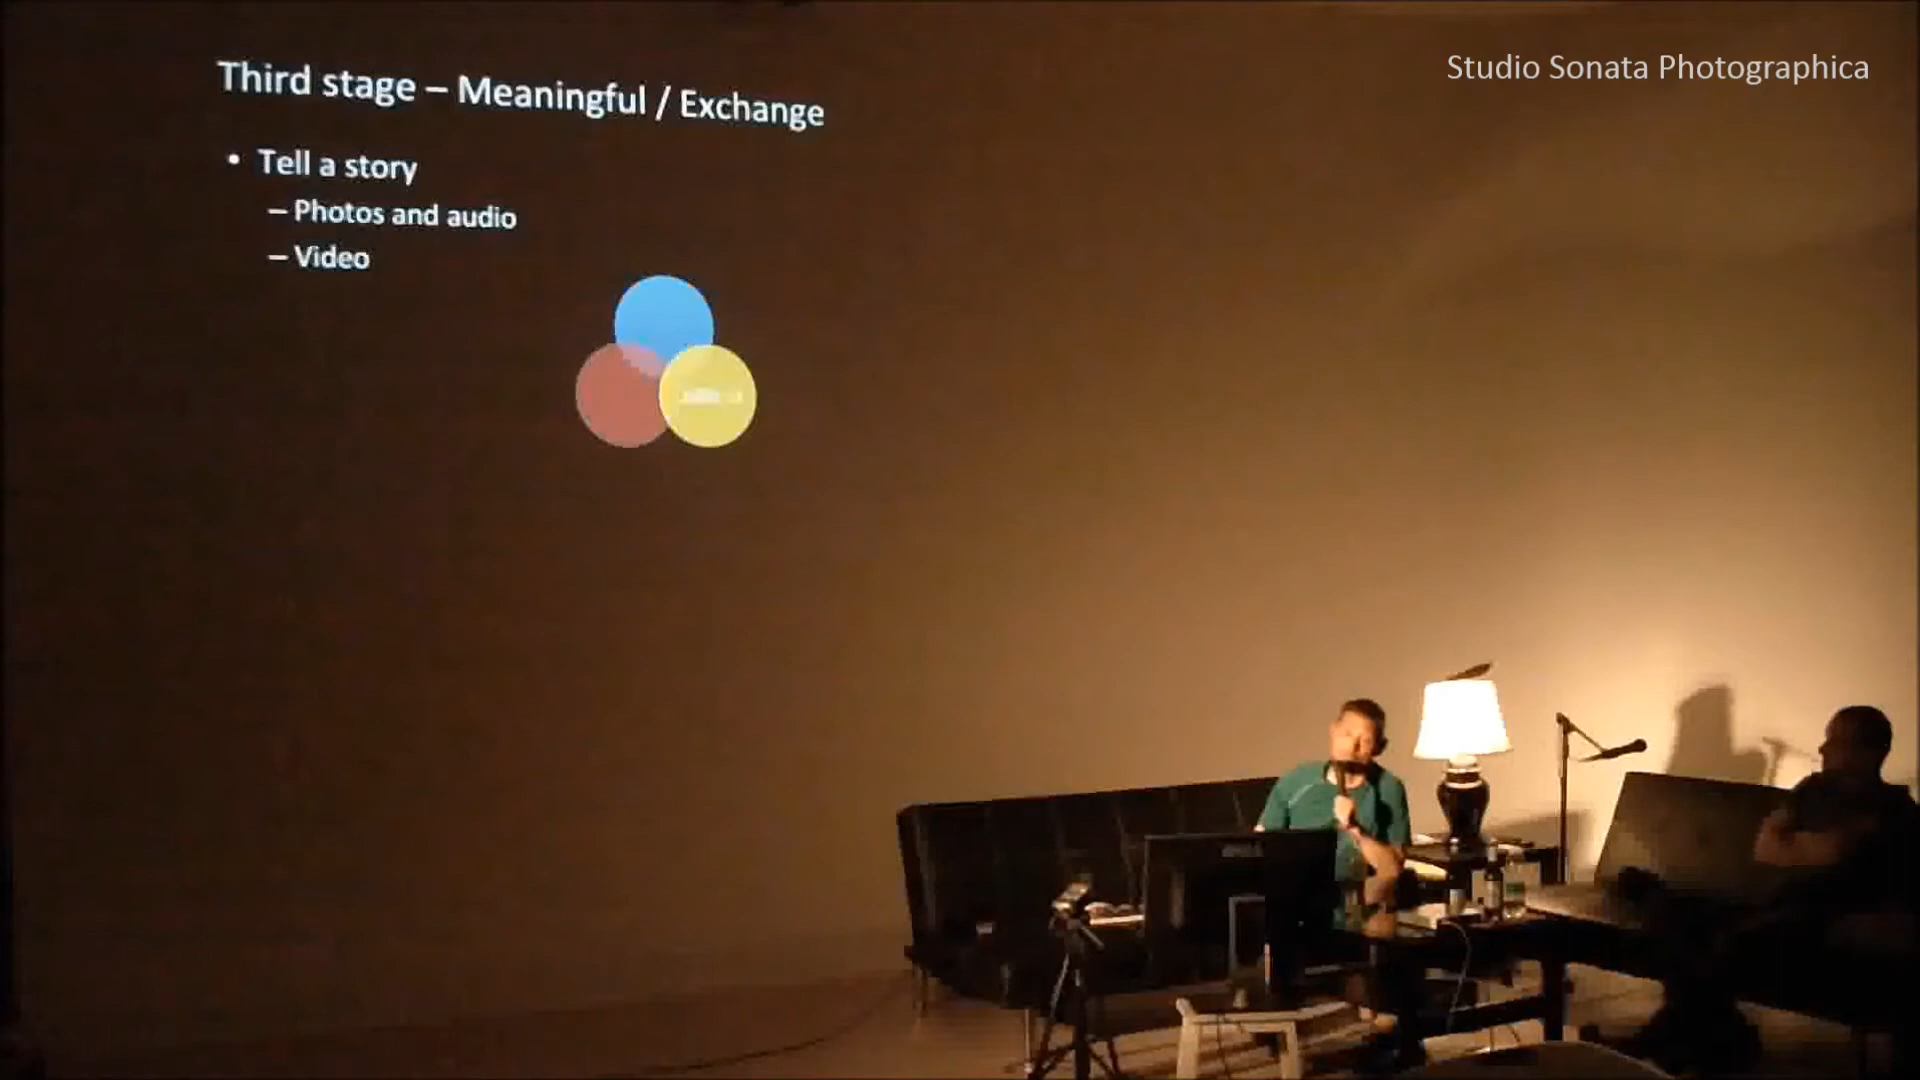 Studio Sonata Photographica
Third stage – Meaningful / Exchange
• Tell a story
– Photos and audio
– Video